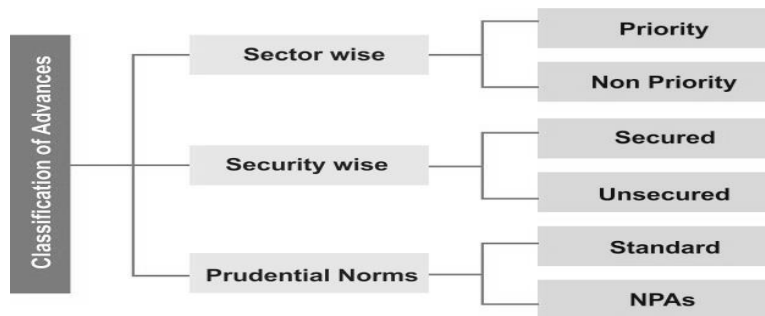 Classification of Advances
Sector wise
Priority
Non Priority
Security wise
Secured
Unsecured
Prudential Norms
Standard
NPAs